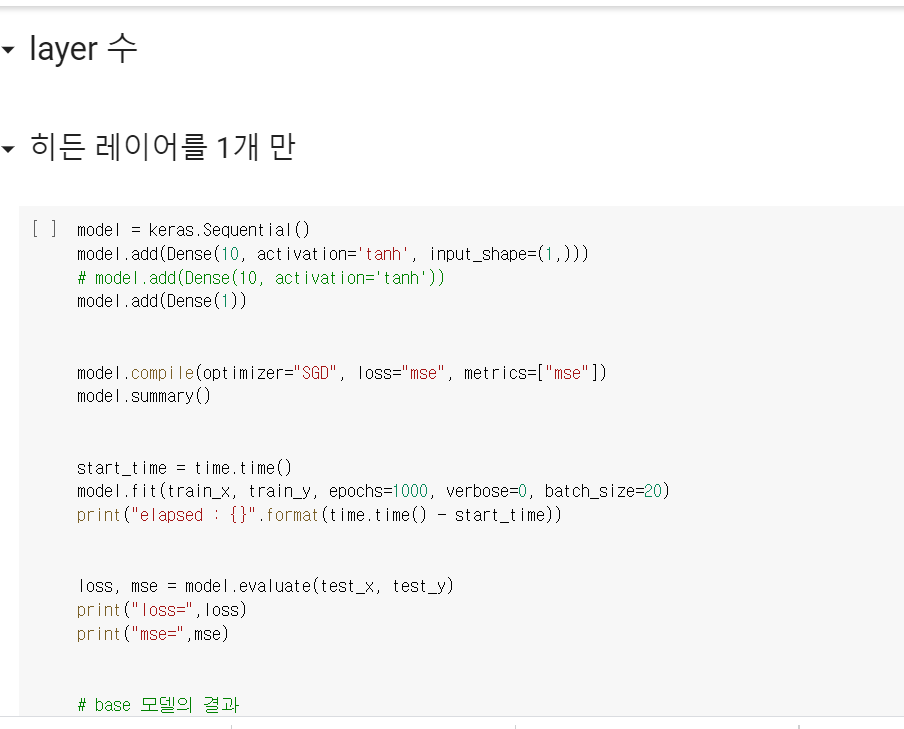 layer 수
히든 레이어를 1개 만
[ ] model = keras.Sequential()
model.add(Dense(10, activation='tanh', input_shape=(1,)))
# model.add(Dense(10, activation='tanh'))
model.add(Dense(1))
model.compile(optimizer="SGD", loss="mse", metrics=["mse"])
model.summary()
start_time = time.time()
model.fit(train_x, train_y, epochs=1000, verbose=0, batch_size=20)
print("elapsed : {}".format(time.time() - start_time))
loss, mse = model.evaluate(test_x, test_y)
print("loss=",loss)
print("mse=",mse)
# base 모델의 결과